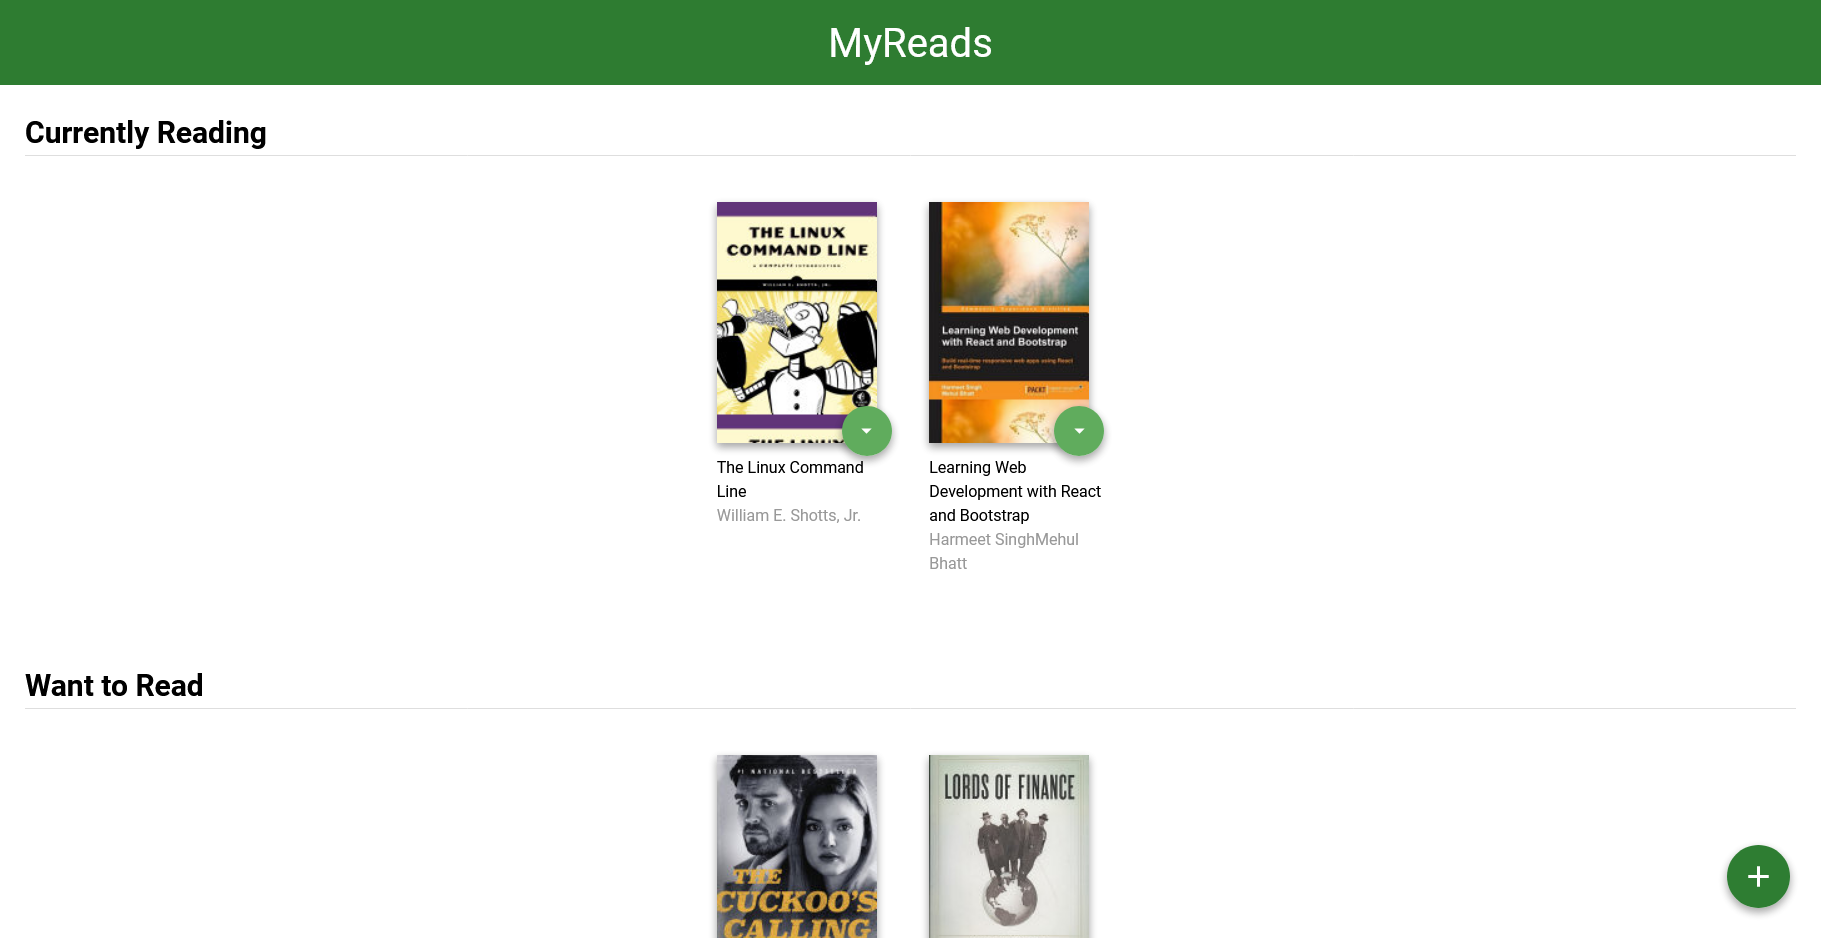 MyReads
Currently Reading
THE LINUX
COMMAND LINE
A COMPLETE INTRODUCTION
WILLIAM E. SHOTTS, JR.
THE LINUX
Learning Web Development
with React and Bootstrap
Build real-time responsive web apps using React
and Bootstrap
Harmeet Singh
Mehul Bhatt
PACKT
The Linux Command
Line
William E. Shotts, Jr.
Learning Web
Development with React
and Bootstrap
Harmeet SinghMehul
Bhatt
Want to Read
#1 NATIONAL BESTSELLER
THE
CUCKOO'S
CALLING
LORDS OF FINANCE